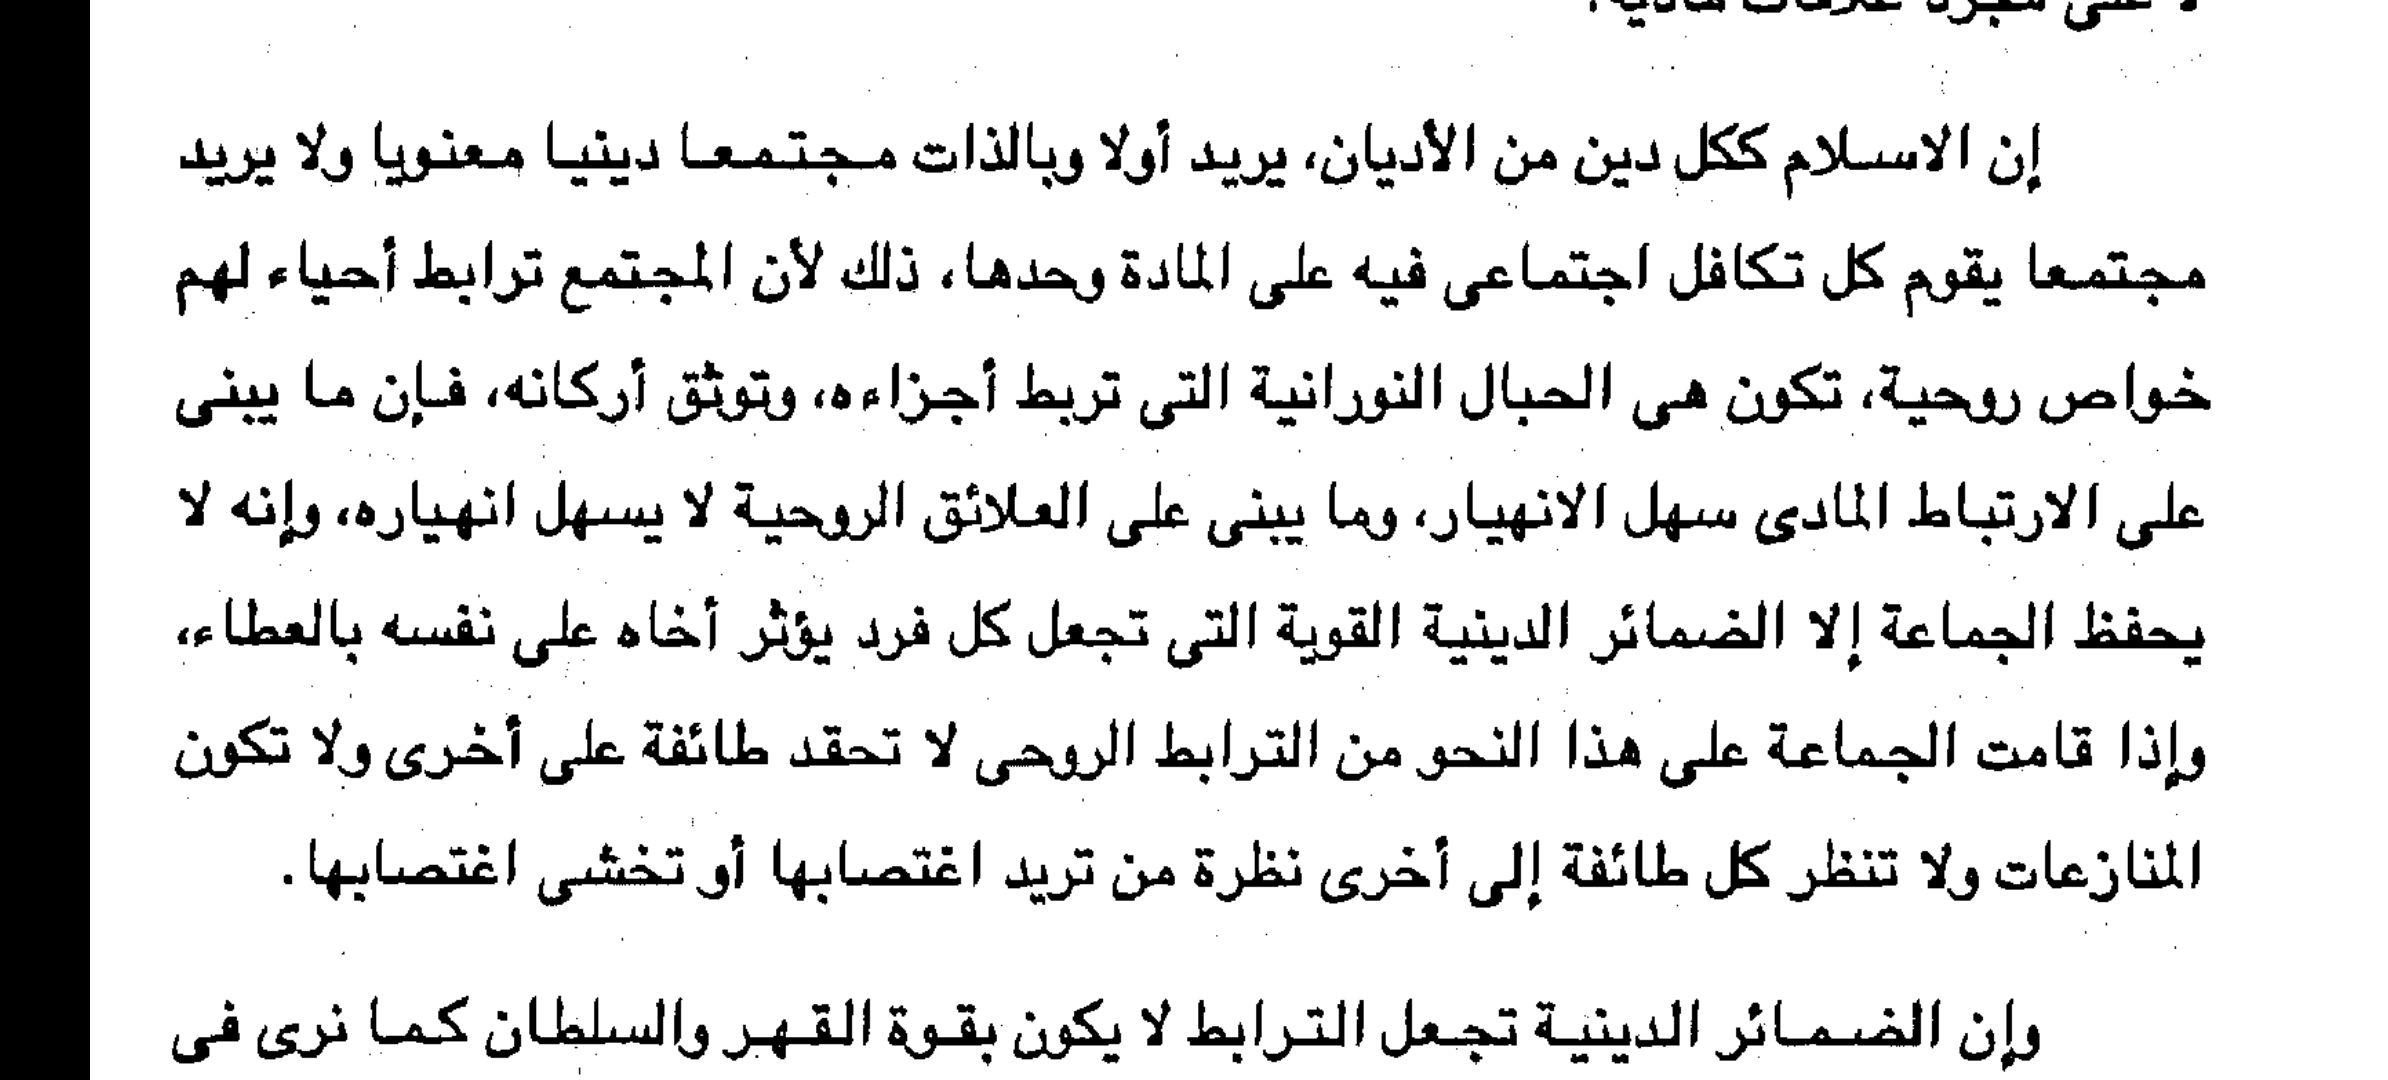 لا على مجرد علاقات مادية.
إن الاسلام ككل دين من الأديان، يريد أولا وبالذات مجتمعا دينيا معنويا ولا يريد
مجتمعا يقوم كل تكافل اجتماعى فيه على المادة وحدها، ذلك لأن المجتمع ترابط أحياء لهم
خواص روحية، تكون هى الحبال النورانية التى تربط أجزاءه، وتوثق أركانه، فإن ما يبنى
على الارتباط المادى سهل الانهيار، وما يبنى على العلائق الروحية لا يسهل انهياره، وإنه لا
يحفظ الجماعة إلا الضمائر الدينية القوية التى تجعل كل فرد يؤثر أخاه على نفسه بالعطاء،
وإذا قامت الجماعة على هذا النحو من الترابط الروحى لا تحقد طائفة على أخرى ولا تكون
المنازعات ولا تنظر كل طائفة إلى أخرى نظرة من تريد اغتصابها أو تخشى اغتصابها.
وإن الضمائر الدينية تجعل الترابط لا يكون بقوة القهر والسلطان كما نرى فى